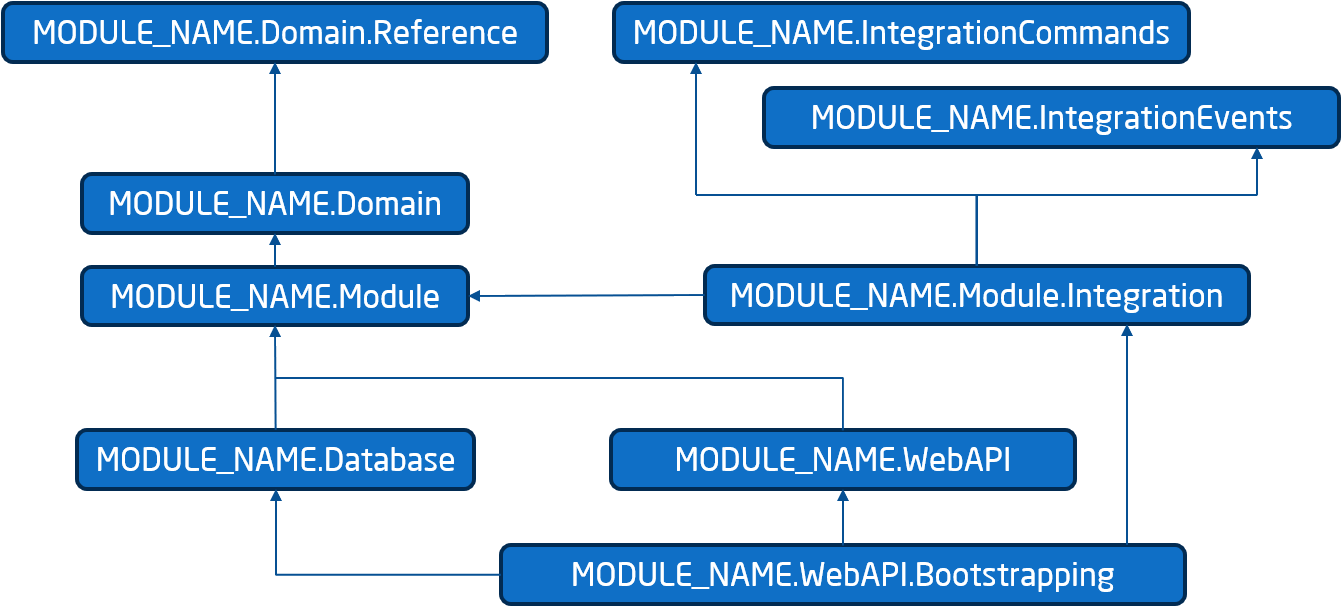 MODULE_NAME.Domain.Reference
MODULE_NAME.IntegrationCommands
MODULE_NAME.IntegrationEvents
MODULE_NAME.Domain
MODULE_NAME.Module
MODULE_NAME.Module.Integration
MODULE_NAME.Database
MODULE_NAME.WebAPI
MODULE_NAME.WebAPI.Bootstrapping